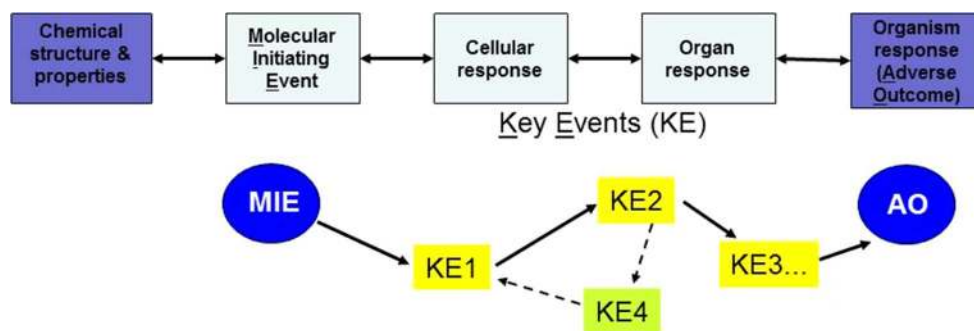 Chemical
structure &
properties
Molecular
Initiating
Event
Cellular
response
Organ
response
Organism
response
(Adverse
Outcome)
Key Events (KE)
MIE
KE1
KE2
KE3...
KE4
AO